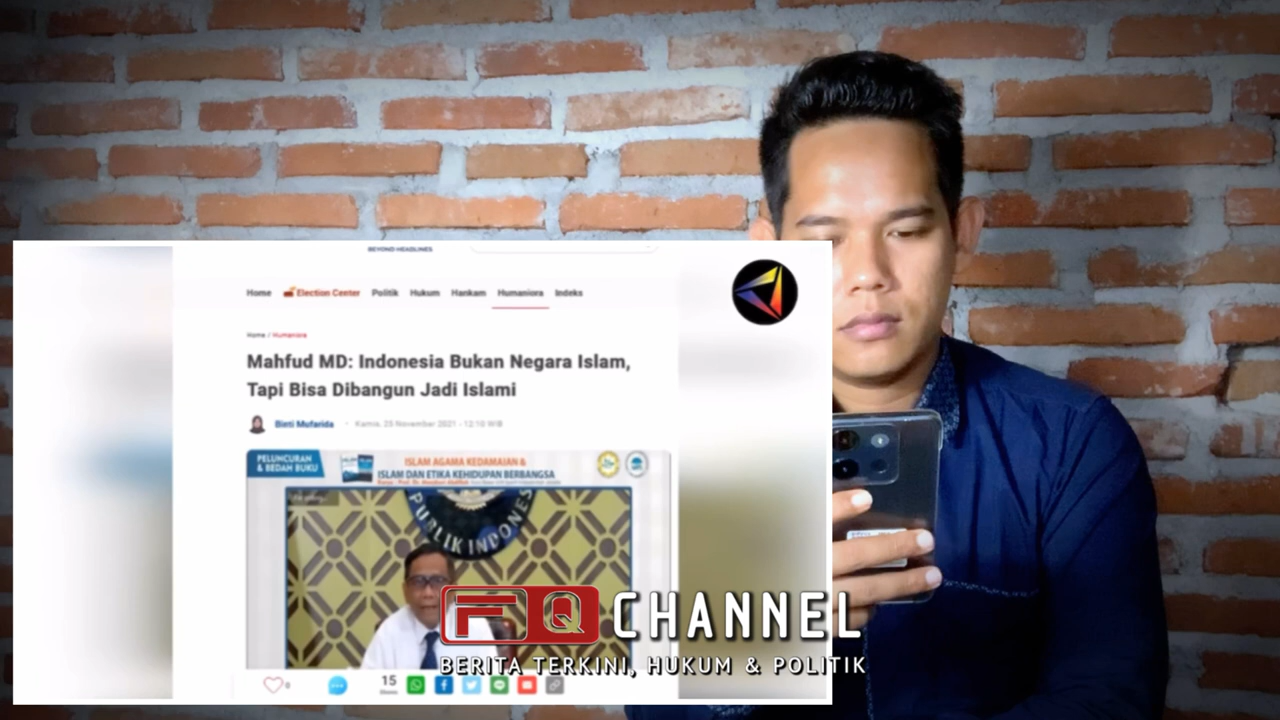 BEYOND HEADLINES
Home Election Center Politik Hukum Hankam Humaniora Indeks
Home / Humaniora
Mahfud MD: Indonesia Bukan Negara Islam,
Tapi Bisa Dibangun Jadi Islami
Binti Mufarida - Kamis, 25 November 2021 - 12:10 WIB
PELUNCURAN
& BEDAH BUKU
ISLAM AGAMA KEDAMAIAN &
ISLAM DAN ETIKA KEHIDUPAN BERBANGSA
PUBLIK INDONES
FQ CHANNEL
BERITA TERKINI, HUKUM & POLITIK
0
15